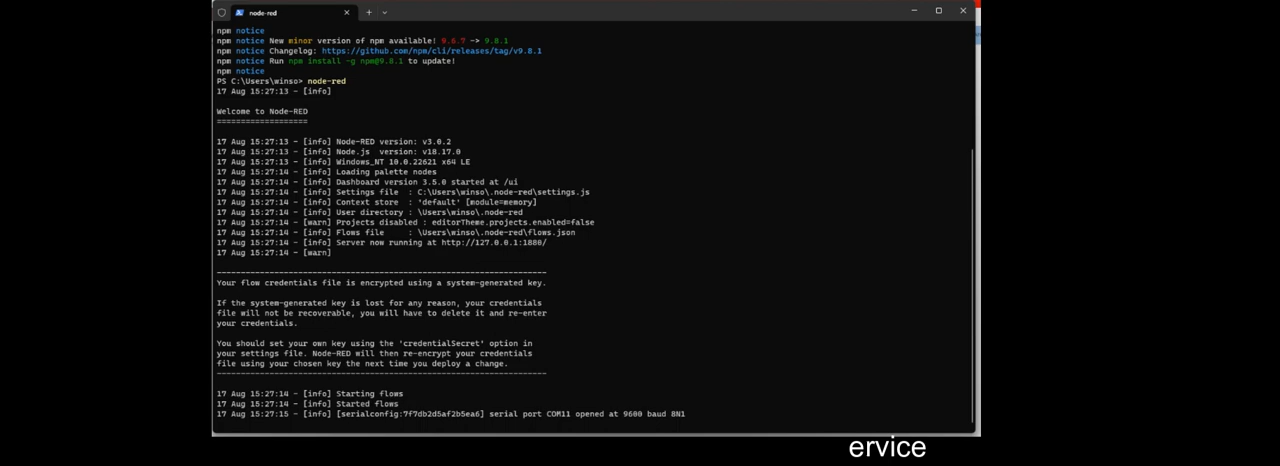 node-red
npm notice
npm notice New minor version of npm available! 9.6.7 -> 9.8.1
npm notice Changelog: https://github.com/npm/cli/releases/tag/v9.8.1
npm notice Run npm install -g npm@9.8.1 to update!
npm notice
PS C:\Users\winso> node-red
17 Aug 15:27:13 - [info]
Welcome to Node-RED
===================
17 Aug 15:27:13 - [info] Node-RED version: v3.0.2
17 Aug 15:27:13 - [info] Node.js  version: v18.17.0
17 Aug 15:27:13 - [info] Windows_NT 10.0.22621 x64 LE
17 Aug 15:27:14 - [info] Loading palette nodes
17 Aug 15:27:14 - [info] Dashboard version 3.5.0 started at /ui
17 Aug 15:27:14 - [info] Settings file  : C:\Users\winso\.node-red\settings.js
17 Aug 15:27:14 - [info] Context store  : 'default' [module=memory]
17 Aug 15:27:14 - [info] User directory : \Users\winso\.node-red
17 Aug 15:27:14 - [warn] Projects disabled : editorTheme.projects.enabled=false
17 Aug 15:27:14 - [info] Flows file     : \Users\winso\.node-red\flows.json
17 Aug 15:27:14 - [info] Server now running at http://127.0.0.1:1880/
17 Aug 15:27:14 - [warn]
---------------------------------------------------------------------
Your flow credentials file is encrypted using a system-generated key.
If the system-generated key is lost for any reason, your credentials
file will not be recoverable, you will have to delete it and re-enter
your credentials.
You should set your own key using the 'credentialSecret' option in
your settings file. Node-RED will then re-encrypt your credentials
file using your chosen key the next time you deploy a change.
---------------------------------------------------------------------
17 Aug 15:27:14 - [info] Starting flows
17 Aug 15:27:14 - [info] Started flows
17 Aug 15:27:15 - [info] [serialconfig:7f7db2d5af2b5ea6] serial port COM11 opened at 9600 baud 8N1
ervice